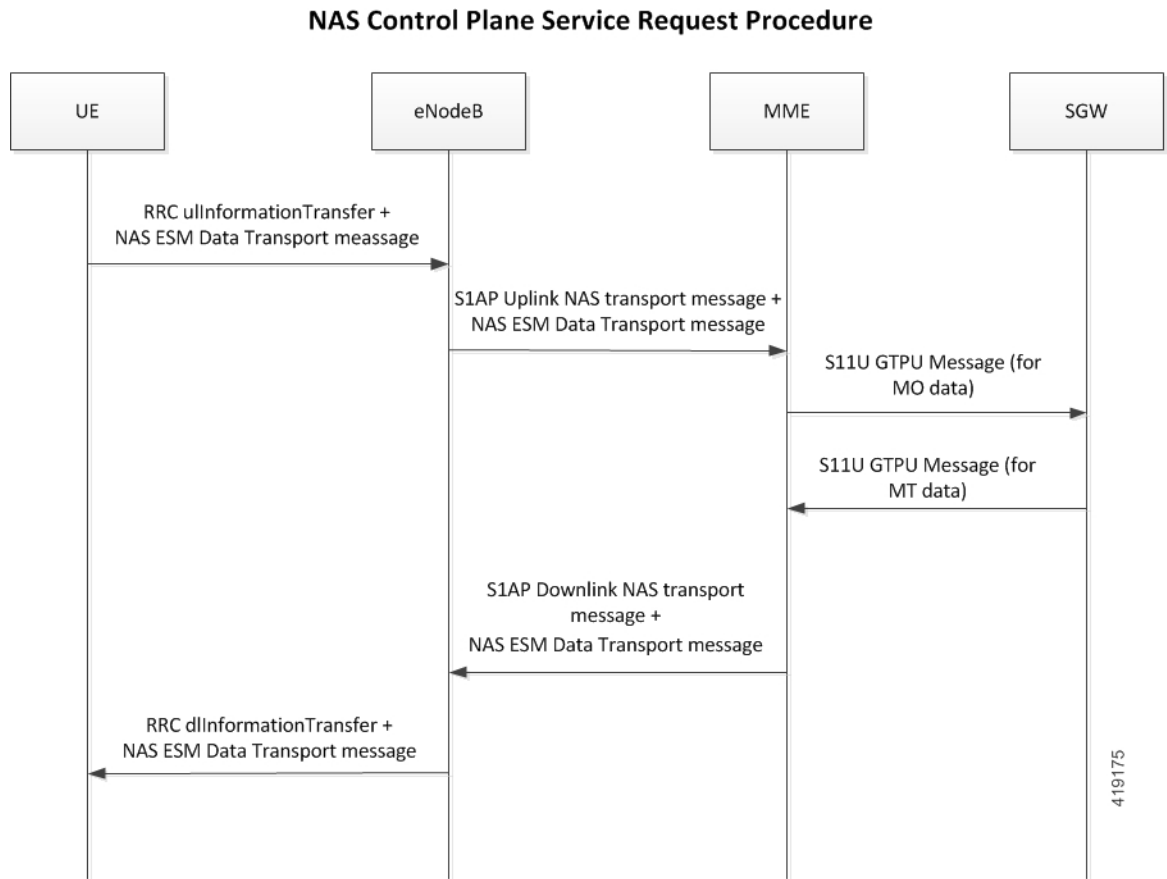 NAS Control Plane Service Request Procedure
UE
eNodeB
MME
SGW
RRC ulInformationTransfer +
NAS ESM Data Transport meassage
S1AP Uplink NAS transport message +
NAS ESM Data Transport message
S11U GTPU Message (for
MO data)
S11U GTPU Message (for
MT data)
S1AP Downlink NAS transport
message +
NAS ESM Data Transport message
RRC dlInformationTransfer +
NAS ESM Data Transport message
419175